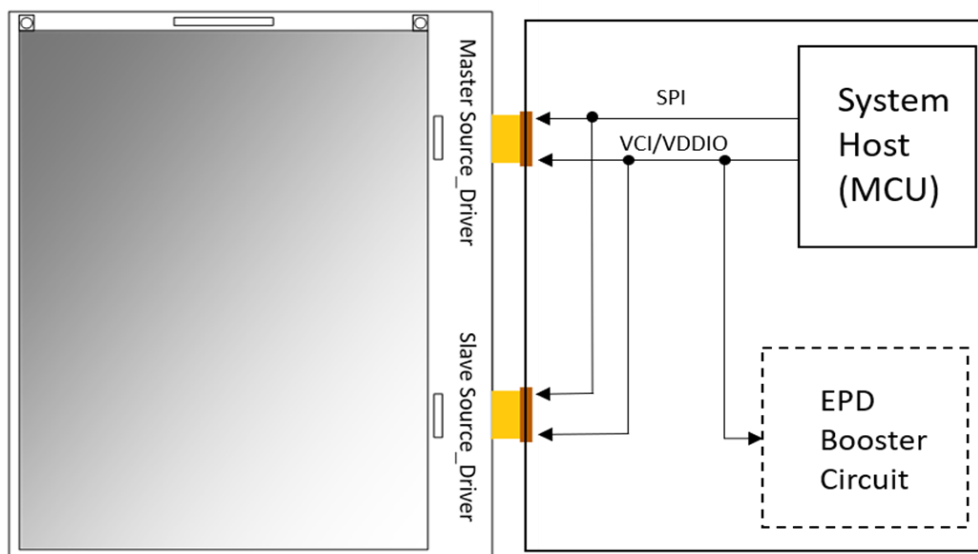 Master Source_Driver
Slave Source_Driver
SPI
VCI/VDDIO
System
Host
(MCU)
EPD
Booster
Circuit